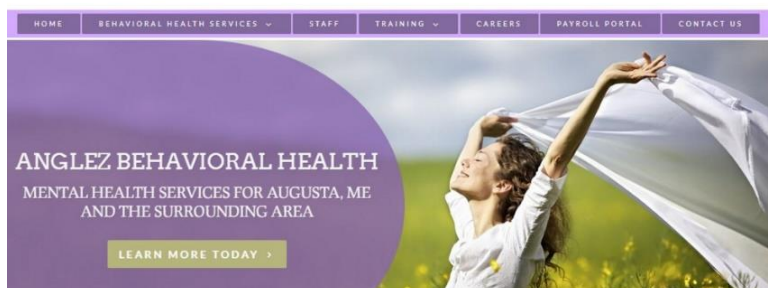 HOME BEHAVIORAL HEALTH SERVICES STAFF TRAINING CAREERS PAYROLL PORTAL CONTACT US
ANGLEZ BEHAVIORAL HEALTH
MENTAL HEALTH SERVICES FOR AUGUSTA, ME
AND THE SURROUNDING AREA
LEARN MORE TODAY >